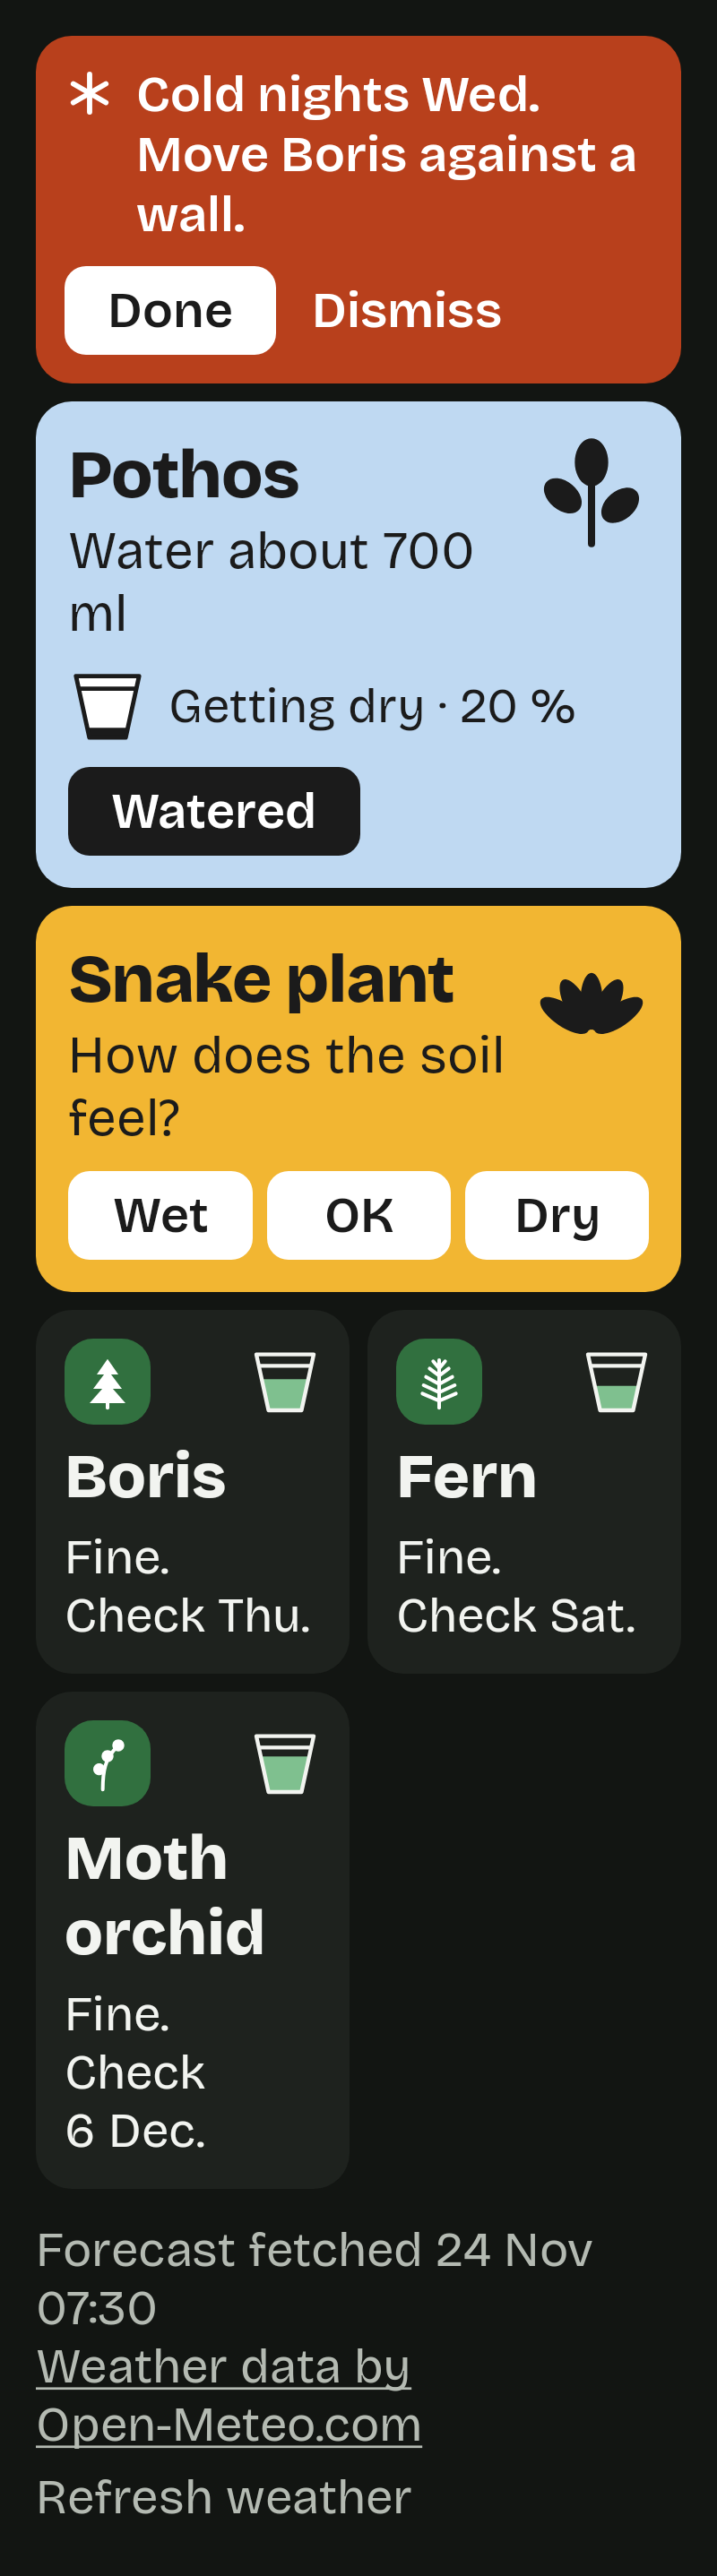 Cold nights Wed.
Move Boris against a
wall.
Done
Dismiss
Pothos
Water about 700
ml
Getting dry · 20 %
Watered
Snake plant
How does the soil
feel?
Wet
OK
Dry
Boris
Fine.
Check Thu.
Fern
Fine.
Check Sat.
Moth
orchid
Fine.
Check
6 Dec.
Forecast fetched 24 Nov
07:30
Weather data by
Open-Meteo.com
Refresh weather